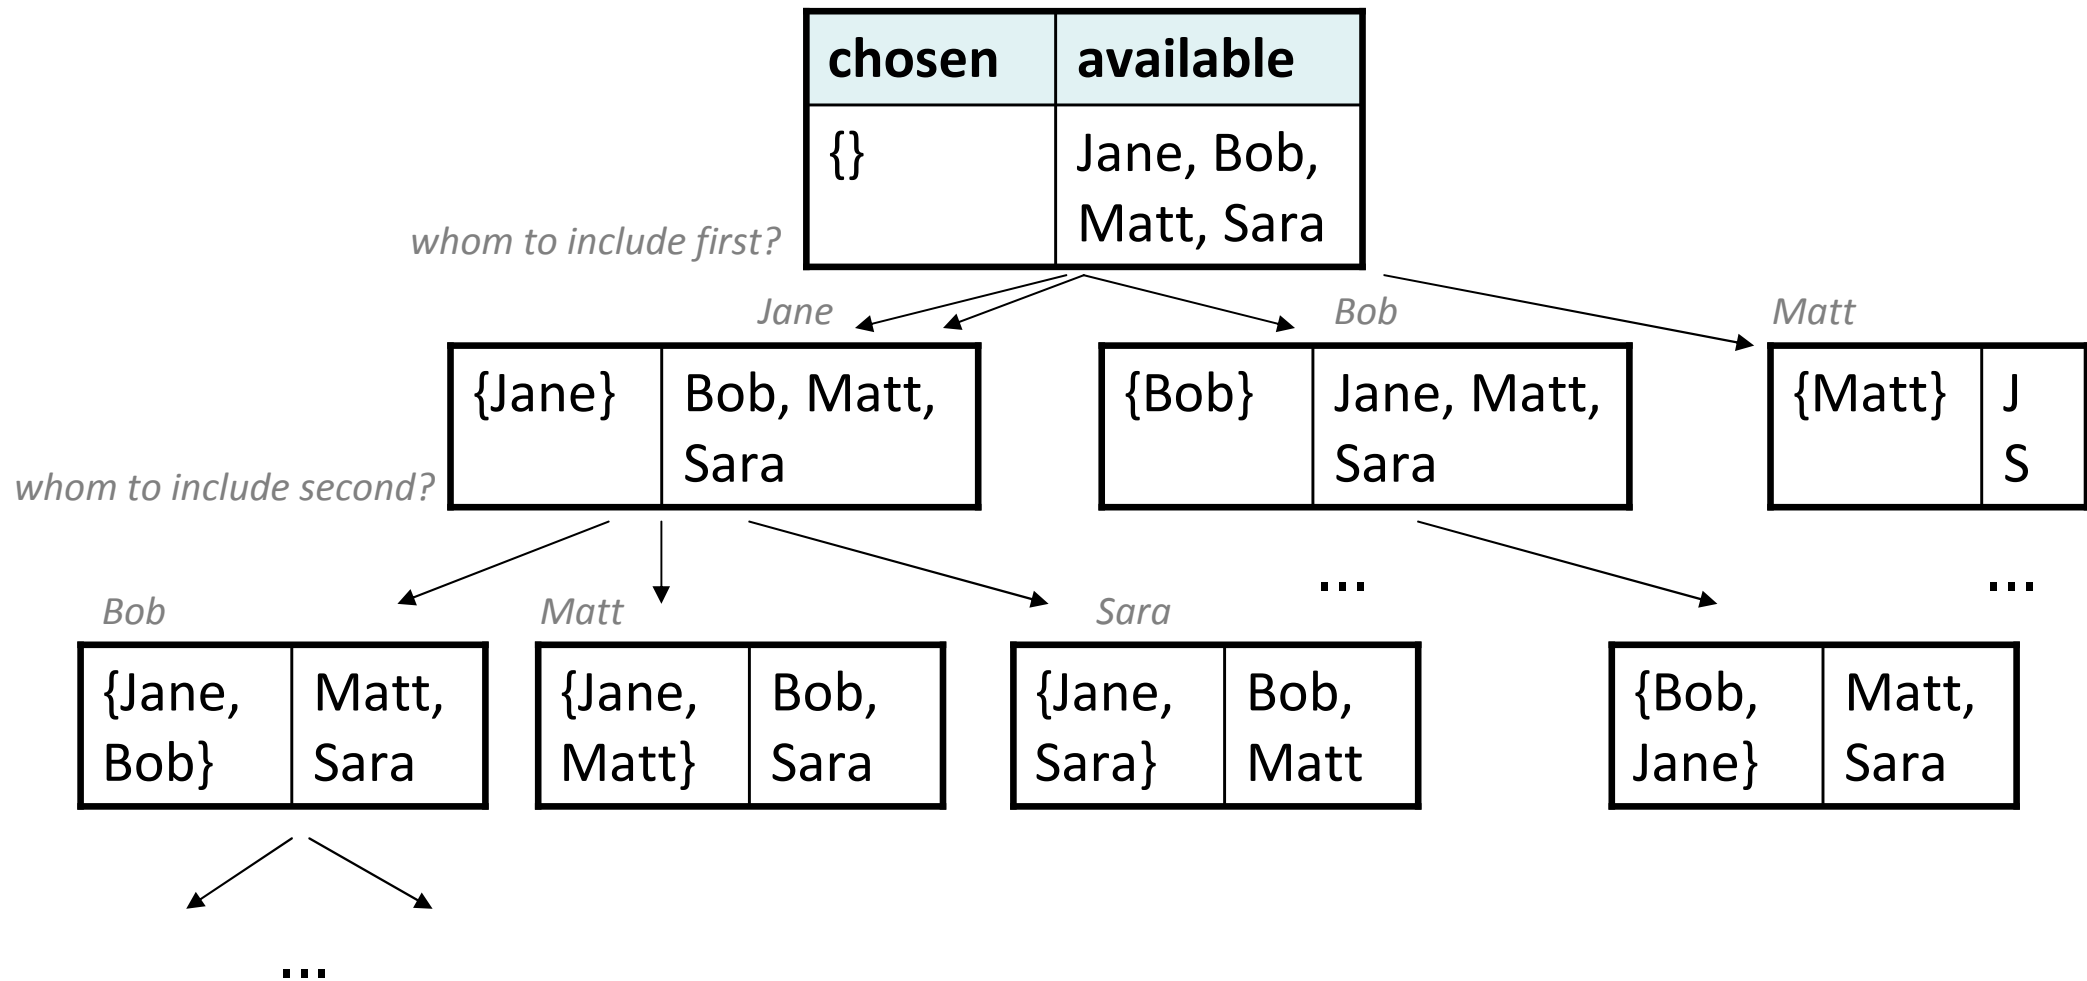 chosen available
{} Jane, Bob,
Matt, Sara
whom to include first?
Jane Bob Matt
{Jane} Bob, Matt, {Bob} Jane, Matt, {Matt} J
Sara Sara S
whom to include second?
... ...
Bob Matt Sara
{Jane, Matt, {Jane, Bob, {Jane, Bob, {Bob, Matt,
Bob} Sara Matt} Sara Sara} Matt Jane} Sara
...